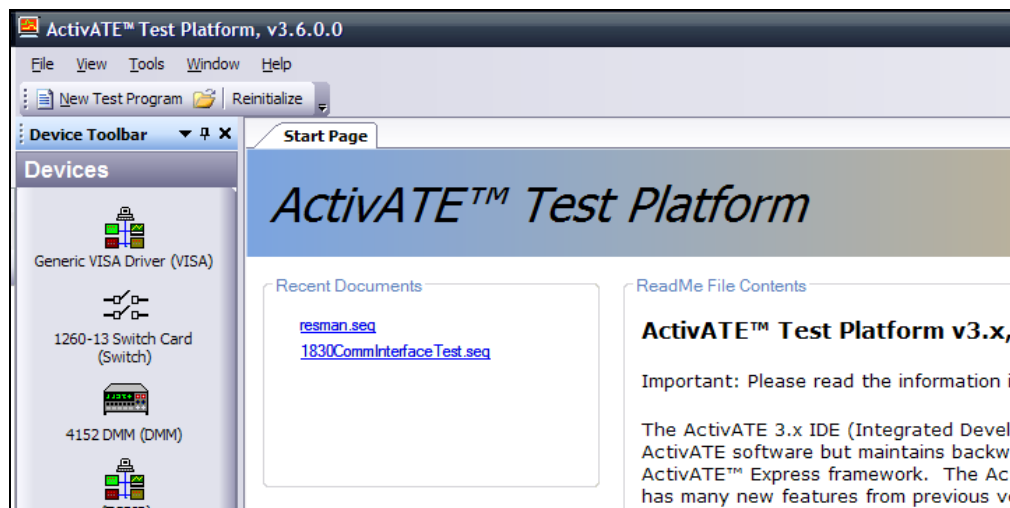 ActivATE™ Test Platform, v3.6.0.0
File View Tools Window Help
New Test Program Reinitialize
Device Toolbar
Start Page
Devices
ActivATE™ Test Platform
Generic VISA Driver (VISA)
1260-13 Switch Card
(Switch)
4152 DMM (DMM)
Recent Documents
resman.seq
1830CommInterfaceTest.seq
ReadMe File Contents
ActivATE™ Test Platform v3.x,
Important: Please read the information
The ActivATE 3.x IDE (Integrated Devel
ActivATE software but maintains backw
ActivATE™ Express framework. The Ac
has many new features from previous v